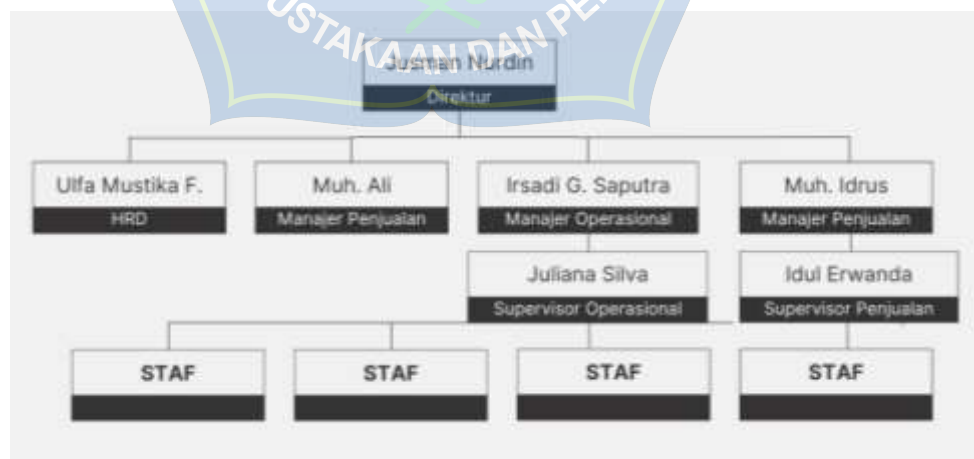 USTAKAAN DAN PE
Jusman Nurdin
Direktur
Ulfa Mustika F.
HRD
Muh. Ali
Manajer Penjualan
Irsadi G. Saputra
Manajer Operasional
Muh. Idrus
Manajer Penjualan
Juliana Silva
Supervisor Operasional
Idul Erwanda
Supervisor Penjualan
STAF
STAF
STAF
STAF